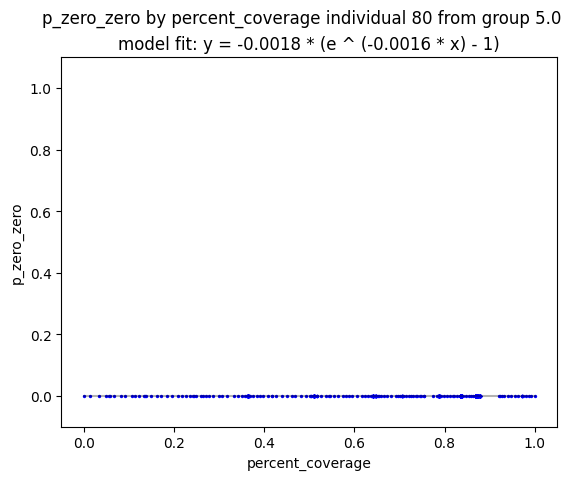 p_zero_zero by percent_coverage individual 80 from group 5.0
model fit: y = -0.0018 * (e ^ (-0.0016 * x) - 1)
1.0
0.8
0.6
0.4
0.2
0.0
p_zero_zero
0.0 0.2 0.4 0.6 0.8 1.0
percent_coverage